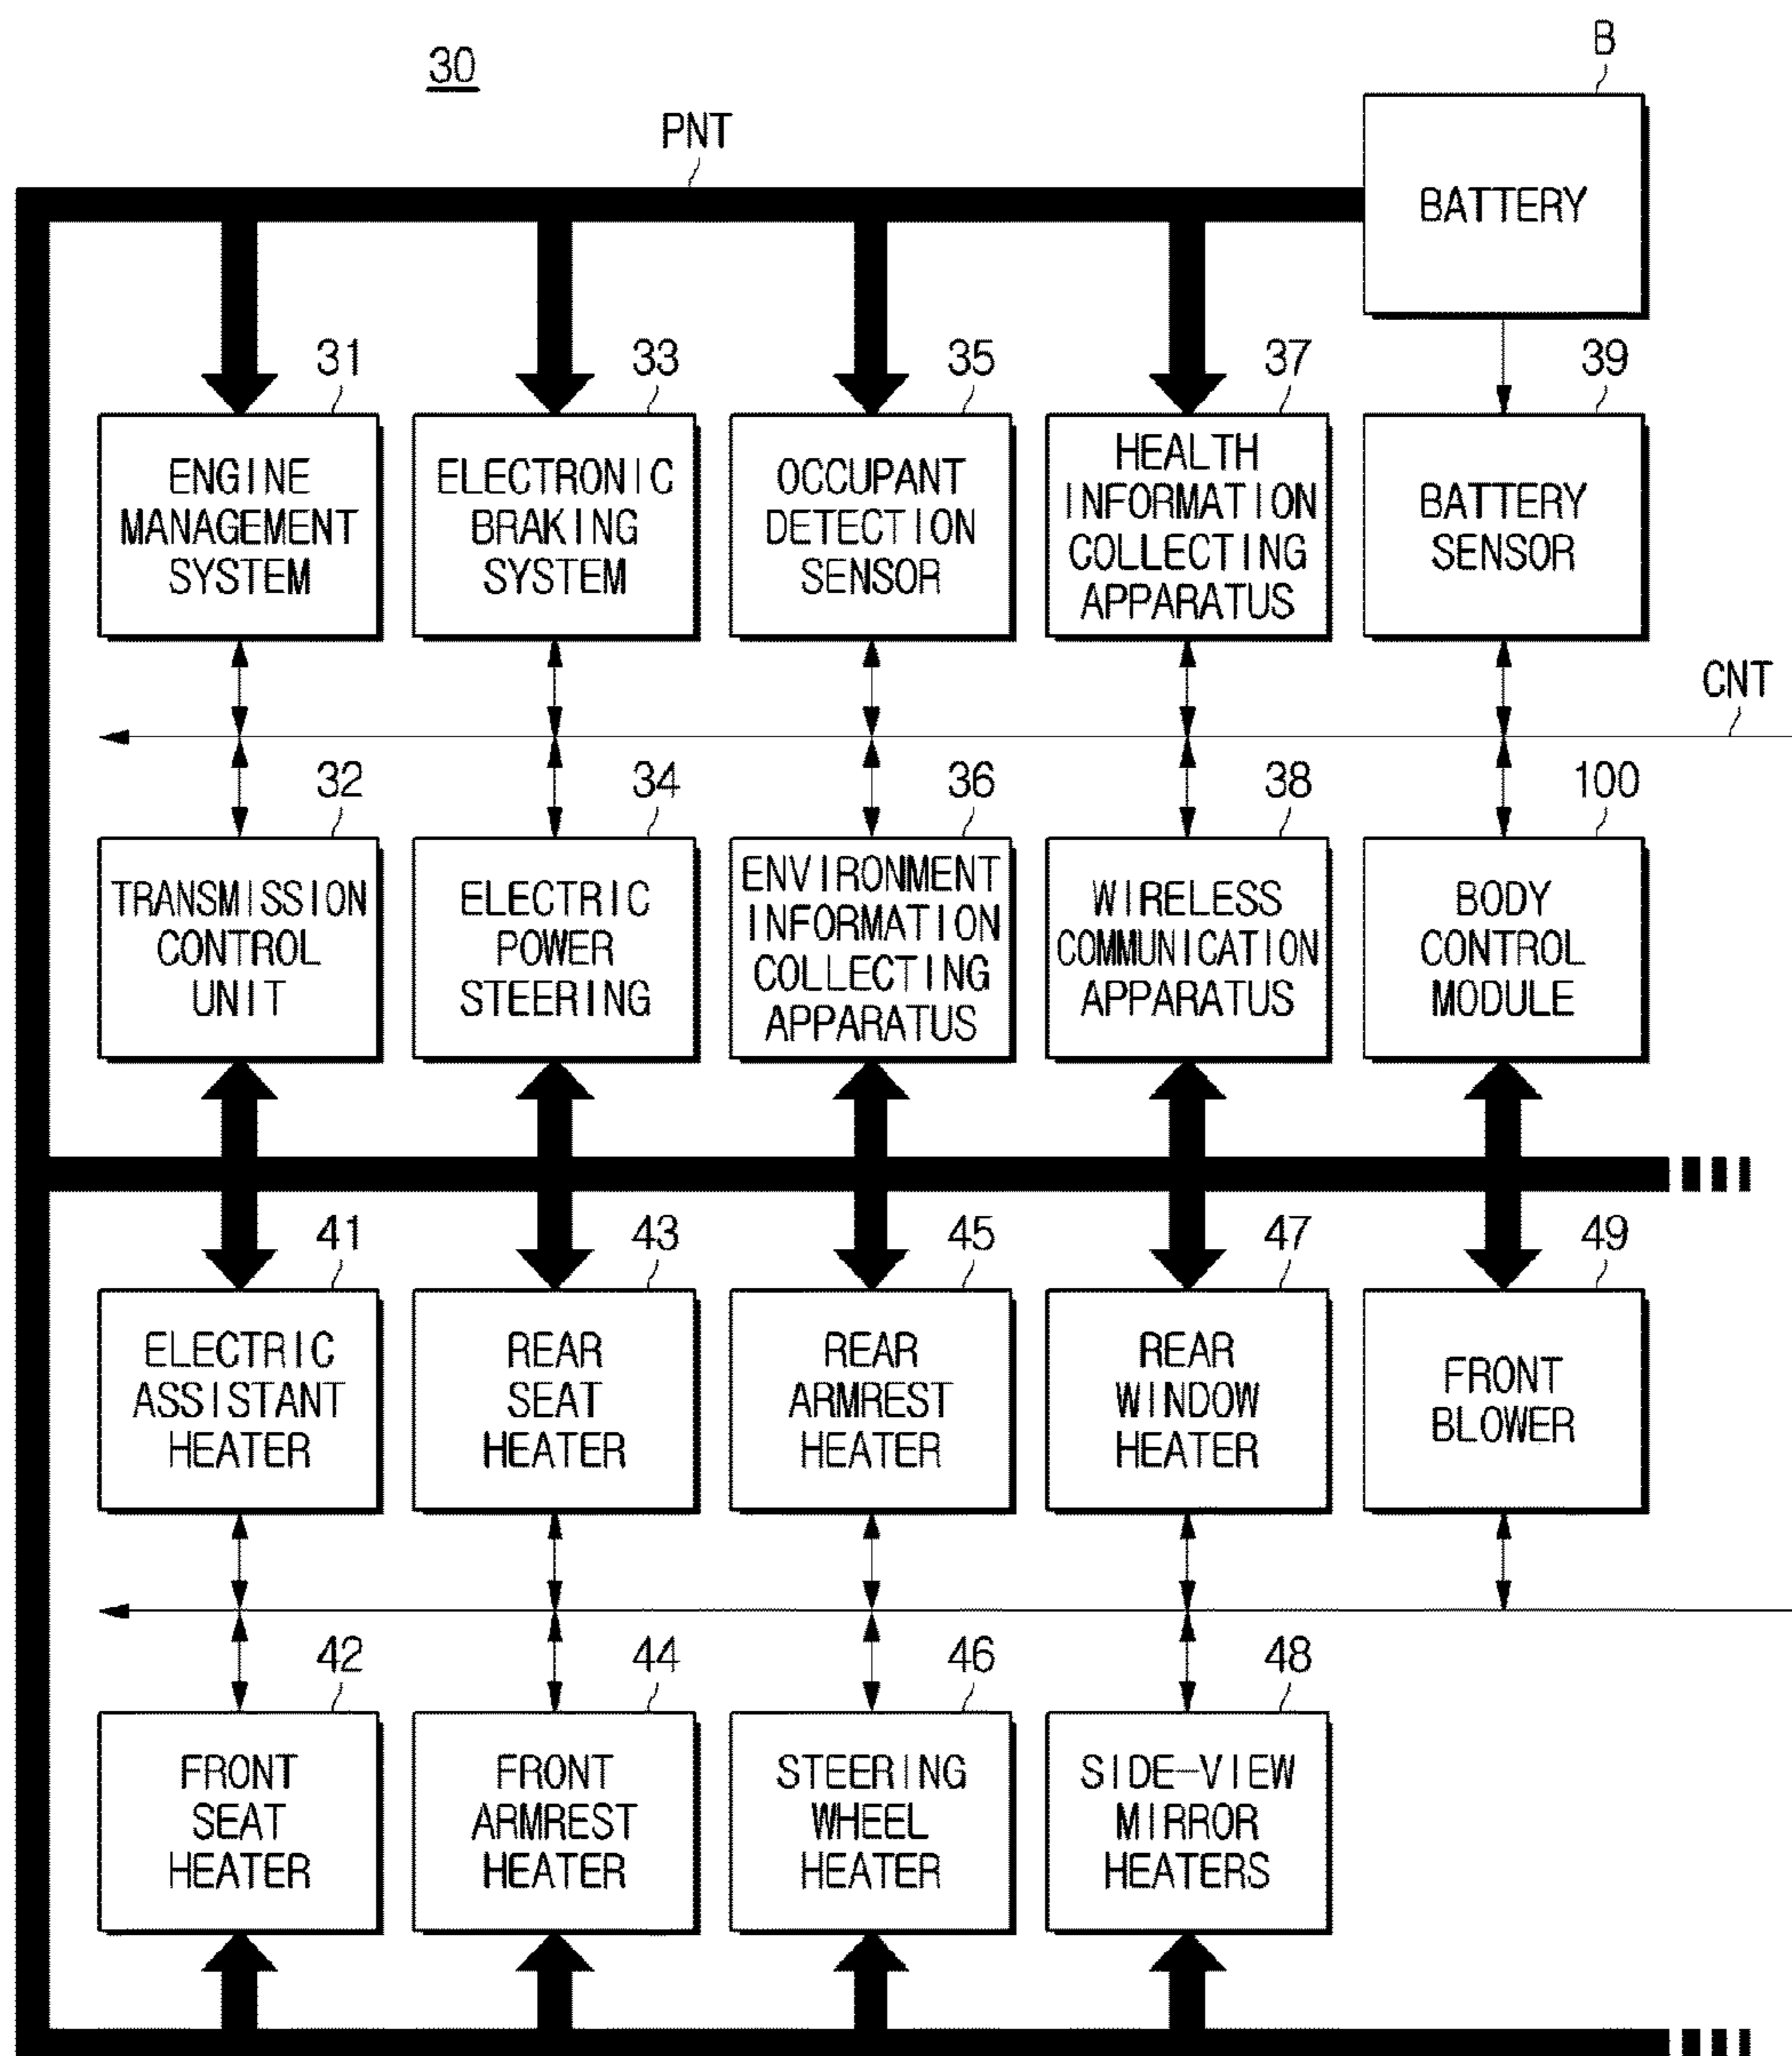 30
B
PNT
BATTERY
31
33
35
37
39
ENGINE
MANAGEMENT
SYSTEM
ELECTRONIC
BRAKING
SYSTEM
OCCUPANT
DETECTION
SENSOR
HEALTH
INFORMATION
COLLECTING
APPARATUS
BATTERY
SENSOR
CNT
32
34
36
38
100
TRANSMISSION
CONTROL
UNIT
ELECTRIC
POWER
STEERING
ENVIRONMENT
INFORMATION
COLLECTING
APPARATUS
WIRELESS
COMMUNICATION
APPARATUS
BODY
CONTROL
MODULE
41
43
45
47
49
ELECTRIC
ASSISTANT
HEATER
REAR
SEAT
HEATER
REAR
ARMREST
HEATER
REAR
WINDOW
HEATER
FRONT
BLOWER
42
44
46
48
FRONT
SEAT
HEATER
FRONT
ARMREST
HEATER
STEERING
WHEEL
HEATER
SIDE-VIEW
MIRROR
HEATERS